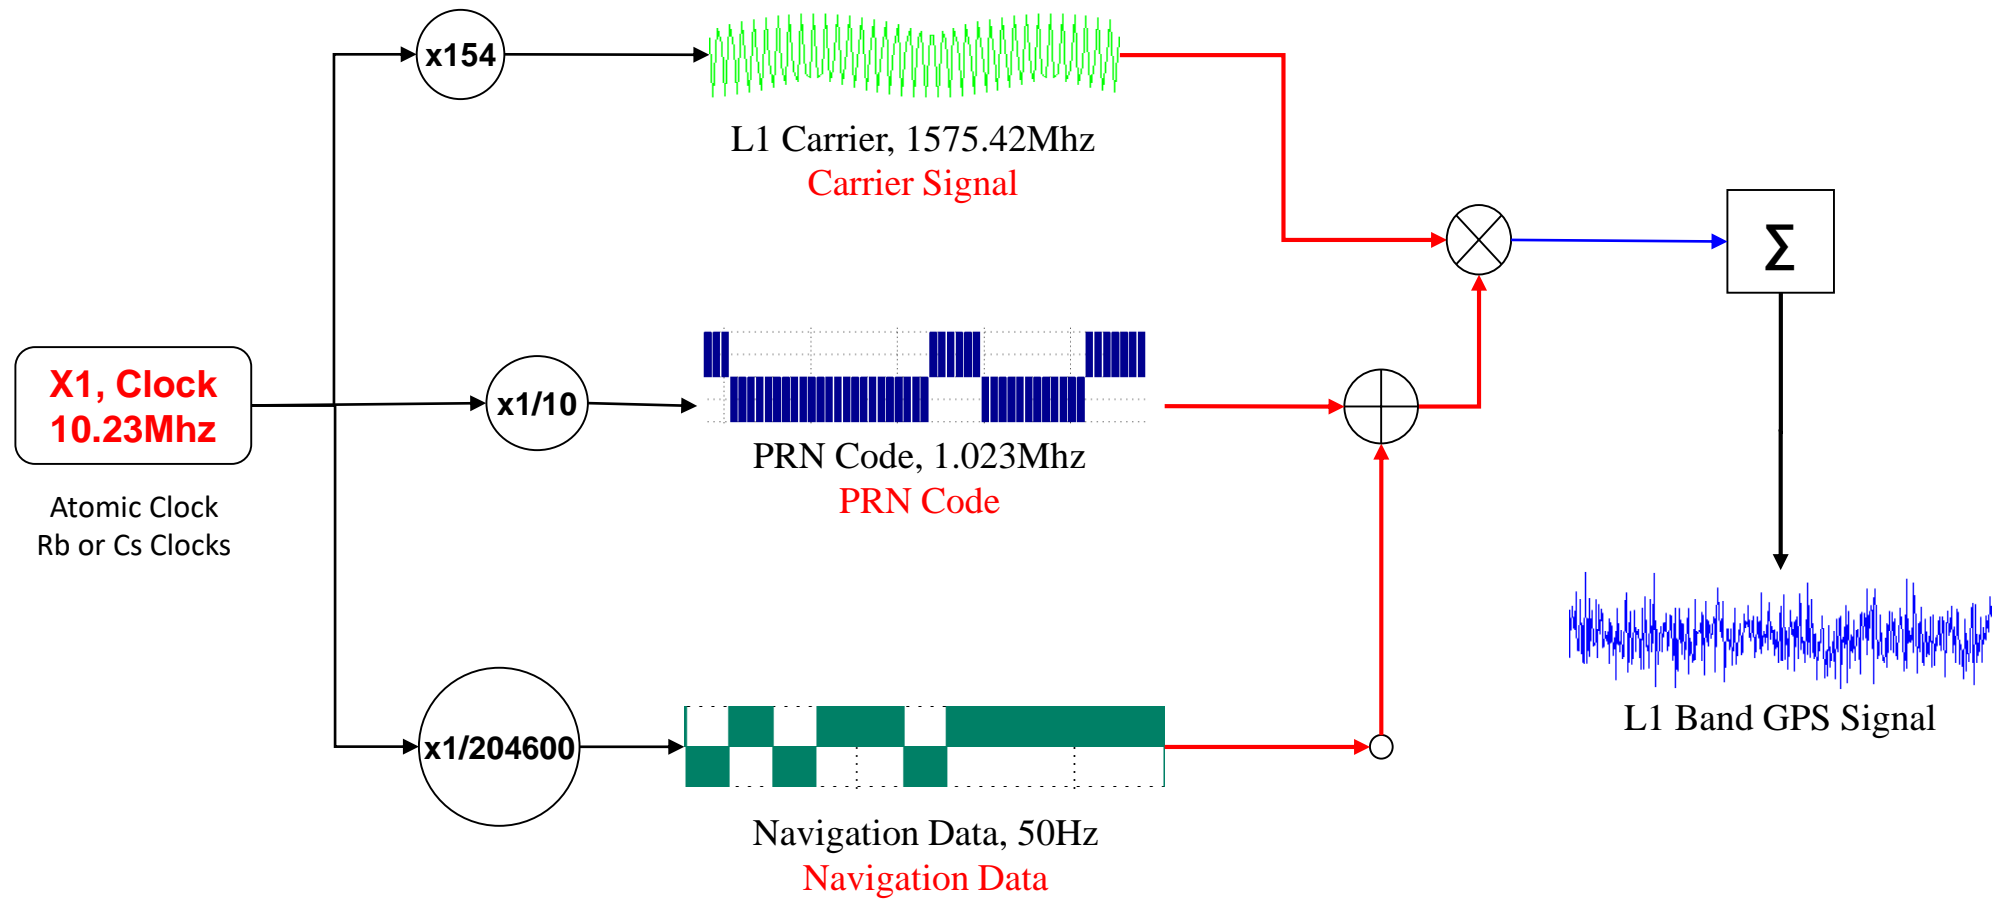 x154
L1 Carrier, 1575.42Mhz
Carrier Signal
Σ
X1, Clock
10.23Mhz
x1/10
PRN Code, 1.023Mhz
PRN Code
Atomic Clock
Rb or Cs Clocks
x1/204600
L1 Band GPS Signal
Navigation Data, 50Hz
Navigation Data